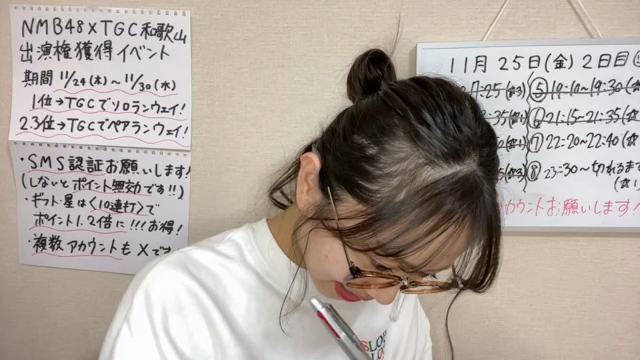 NMB48×TGC和歌山
出演権獲得イベント
期間 11/24(木)～11/30(水)
1位→TGCでソロランウェイ!
2.3位→TGCでペアランウェイ!
・SMS認証お願いします!
(しないとポイント無効です!!)
・ギフト・星は〈10連打〉で
ポイント1.2倍に!!!お得!
・複数アカウントも×です
11月25日(金) 2日目
⑤19:10～19:30
⑥21:15～21:35
⑦22:20～22:40
⑧23:30～切れるまで
カウントお願いします